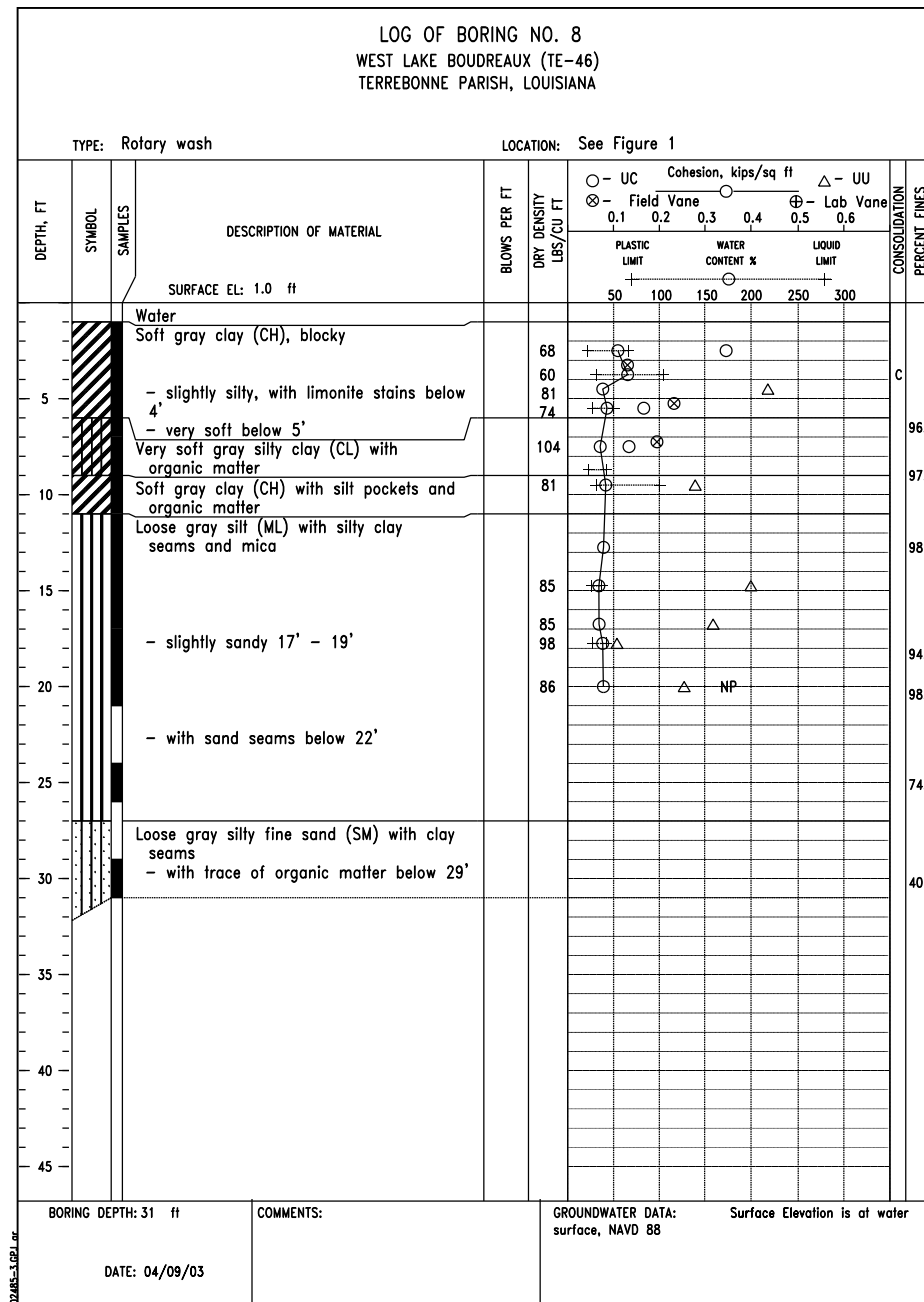 LOG OF BORING NO. 8
WEST LAKE BOUDREAUX (TE-46)
TERREBONNE PARISH, LOUISIANA
TYPE: Rotary wash
LOCATION: See Figure 1
DEPTH, FT
SYMBOL
SAMPLES
DESCRIPTION OF MATERIAL
SURFACE EL: 1.0 ft
BLOWS PER FT
DRY DENSITY
LBS/CU FT
- UC
Cohesion, kips/sq ft
- UU
- Field Vane
- Lab Vane
0.1 0.2 0.3 0.4 0.5 0.6
PLASTIC
LIMIT
WATER
CONTENT %
LIQUID
LIMIT
50 100 150 200 250 300
CONSOLIDATION
PERCENT FINES
Water
Soft gray clay (CH), blocky
68
60
C
- slightly silty, with limonite stains below
4'
81
5
74
- very soft below 5'
96
Very soft gray silty clay (CL) with
organic matter
104
97
Soft gray clay (CH) with silt pockets and
organic matter
10
81
Loose gray silt (ML) with silty clay
seams and mica
98
15
85
85
- slightly sandy 17' - 19'
98
94
20
86
NP
98
- with sand seams below 22'
25
74
Loose gray silty fine sand (SM) with clay
seams
- with trace of organic matter below 29'
30
40
35
40
45
BORING DEPTH: 31 ft
DATE: 04/09/03
COMMENTS:
GROUNDWATER DATA: Surface Elevation is at water
surface, NAVD 88